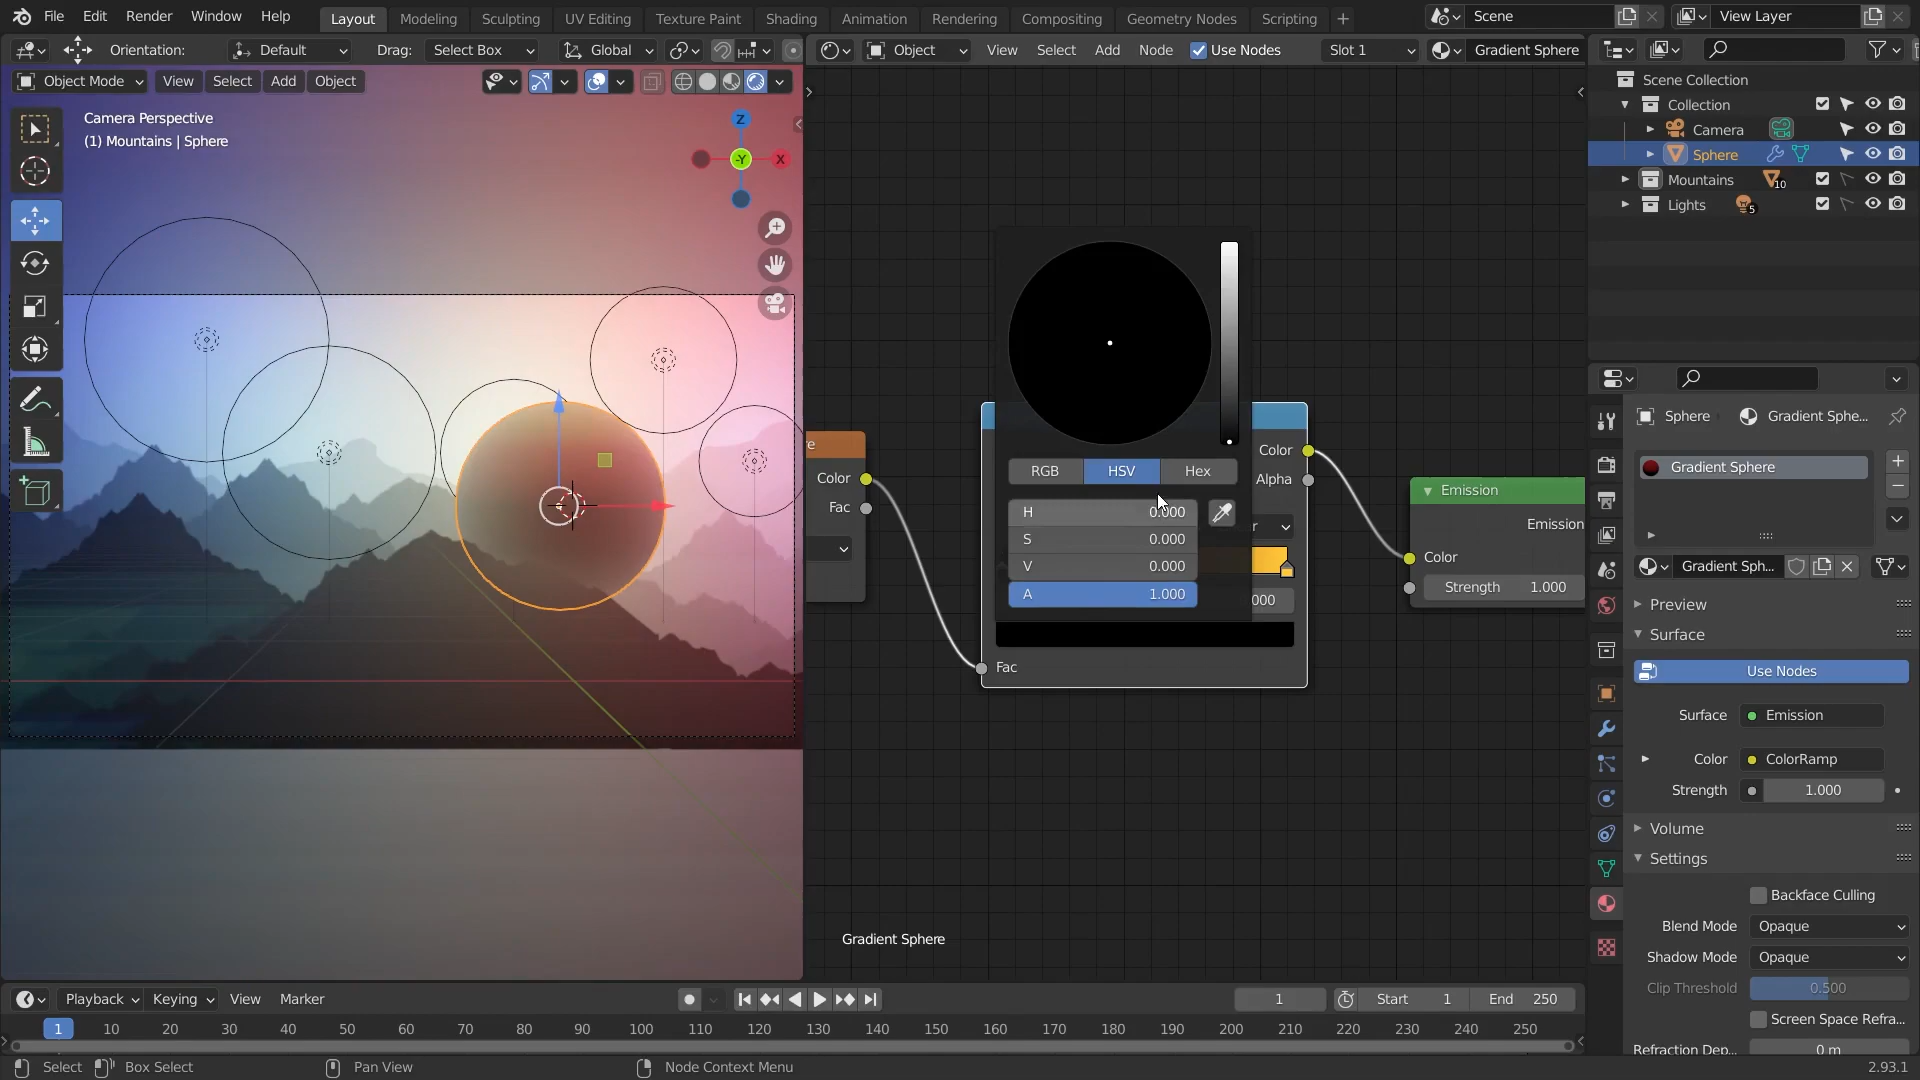 File Edit Render Window Help Layout Modeling Sculpting UV Editing Texture Paint Shading Animation Rendering Compositing Geometry Nodes Scripting Scene View Layer
Orientation: Default Drag: Select Box Global Object View Select Add Node Use Nodes Slot 1 Gradient Sphere
Object Mode View Select Add Object
Camera Perspective
(1) Mountains | Sphere
Z
-Y
X
Scene Collection
Collection
Camera
Sphere
Mountains 10
Lights 5
RGB HSV Hex
H 0.000
S 0.000
V 0.000
A 1.000
Color
Alpha
r
000
Fac
e
Color
Fac
Emission
Emission
Color
Strength 1.000
Gradient Sphere
Sphere Gradient Sphe...
Gradient Sphere
Gradient Sph...
Preview
Surface
Use Nodes
Surface Emission
Color ColorRamp
Strength 1.000
Volume
Settings
Backface Culling
Blend Mode Opaque
Shadow Mode Opaque
Clip Threshold 0.500
Screen Space Refra...
Refraction Dep... 0 m
Playback Keying View Marker 1 Start 1 End 250
1 10 20 30 40 50 60 70 80 90 100 110 120 130 140 150 160 170 180 190 200 210 220 230 240 250
Select Box Select Pan View Node Context Menu 2.93.1